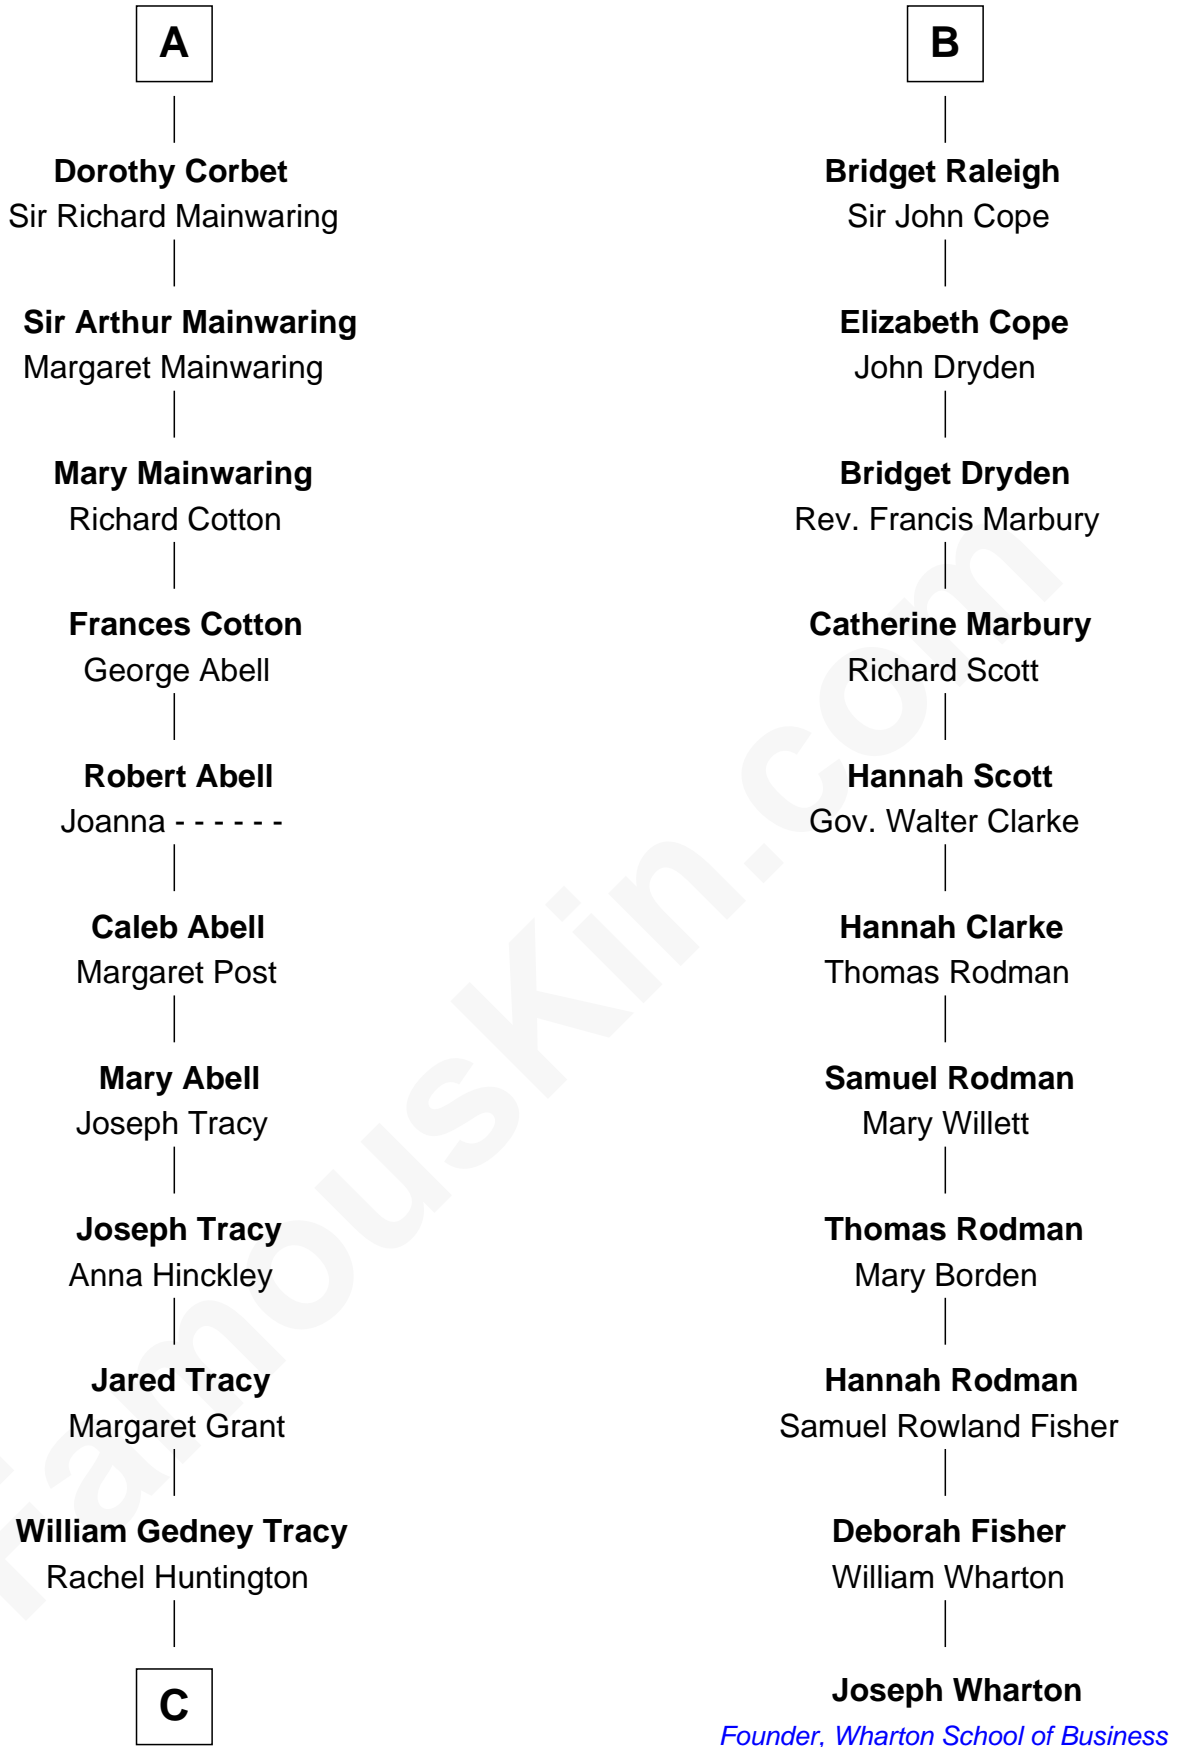 A
Dorothy Corbet
Sir Richard Mainwaring
Sir Arthur Mainwaring
Margaret Mainwaring
Mary Mainwaring
Richard Cotton
Frances Cotton
George Abell
Robert Abell
Joanna - - - - - -
Caleb Abell
Margaret Post
Mary Abell
Joseph Tracy
Joseph Tracy
Anna Hinckley
Jared Tracy
Margaret Grant
William Gedney Tracy
Rachel Huntington
C
B
Bridget Raleigh
Sir John Cope
Elizabeth Cope
John Dryden
Bridget Dryden
Rev. Francis Marbury
Catherine Marbury
Richard Scott
Hannah Scott
Gov. Walter Clarke
Hannah Clarke
Thomas Rodman
Samuel Rodman
Mary Willett
Thomas Rodman
Mary Borden
Hannah Rodman
Samuel Rowland Fisher
Deborah Fisher
William Wharton
Joseph Wharton
Founder, Wharton School of Business
FamousKin.com